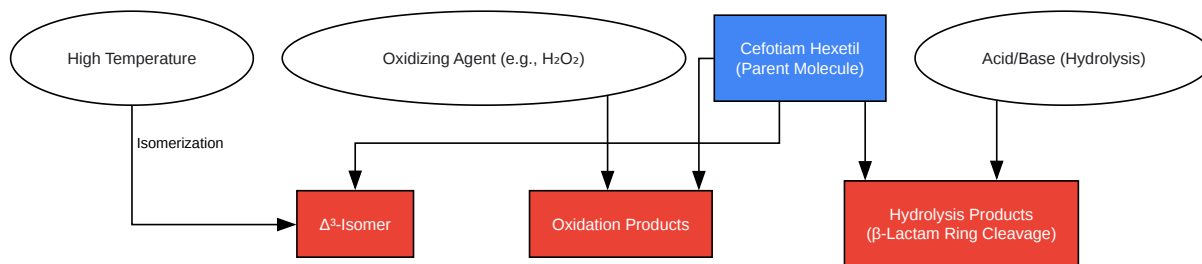 High Temperature
Oxidizing Agent (e.g., H₂O₂)
Cefotiam Hexetil
(Parent Molecule)
Acid/Base (Hydrolysis)
Isomerization
Δ³-Isomer
Oxidation Products
Hydrolysis Products
(β-Lactam Ring Cleavage)